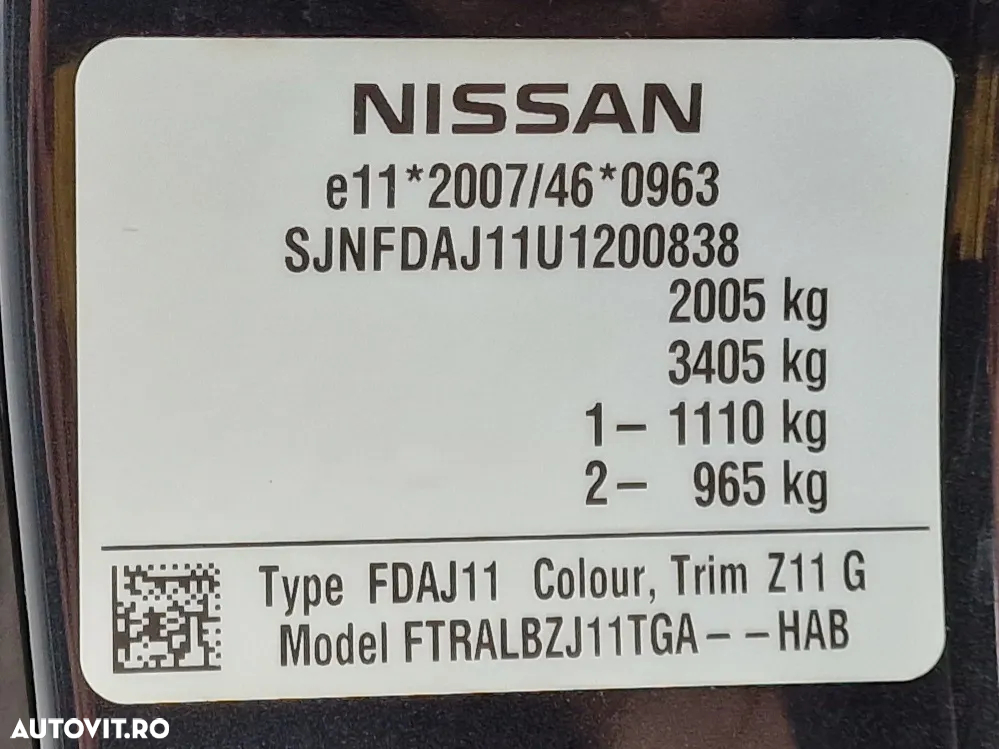 NISSAN
e11*2007/46*0963
SJNFDAJ11U1200838
2005 kg
3405 kg
1– 1110 kg
2– 965 kg
Type FDAJ11 Colour, Trim Z11 G
Model FTRALBZJ11TGA– –HAB
AUTOVIT.RO